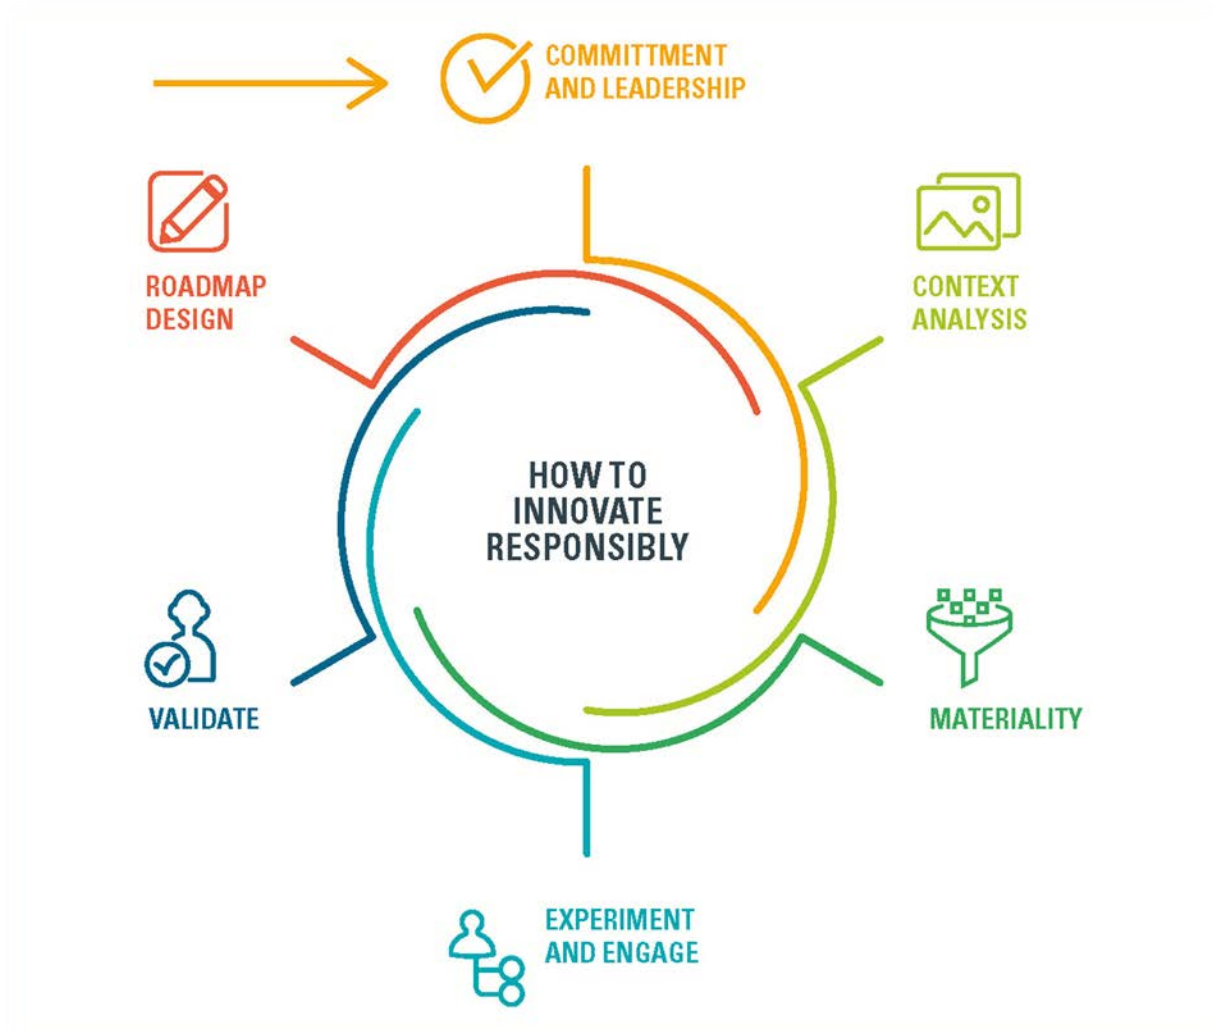 COMMITTMENT
AND LEADERSHIP
CONTEXT
ANALYSIS
MATERIALITY
EXPERIMENT
AND ENGAGE
VALIDATE
ROADMAP
DESIGN
HOW TO
INNOVATE
RESPONSIBLY